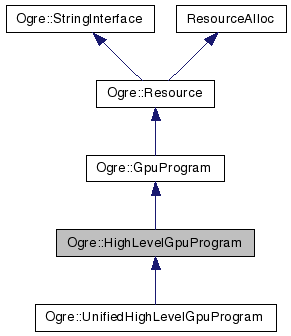 Ogre::StringInterface
ResourceAlloc
Ogre::Resource
Ogre::GpuProgram
Ogre::HighLevelGpuProgram
Ogre::UnifiedHighLevelGpuProgram